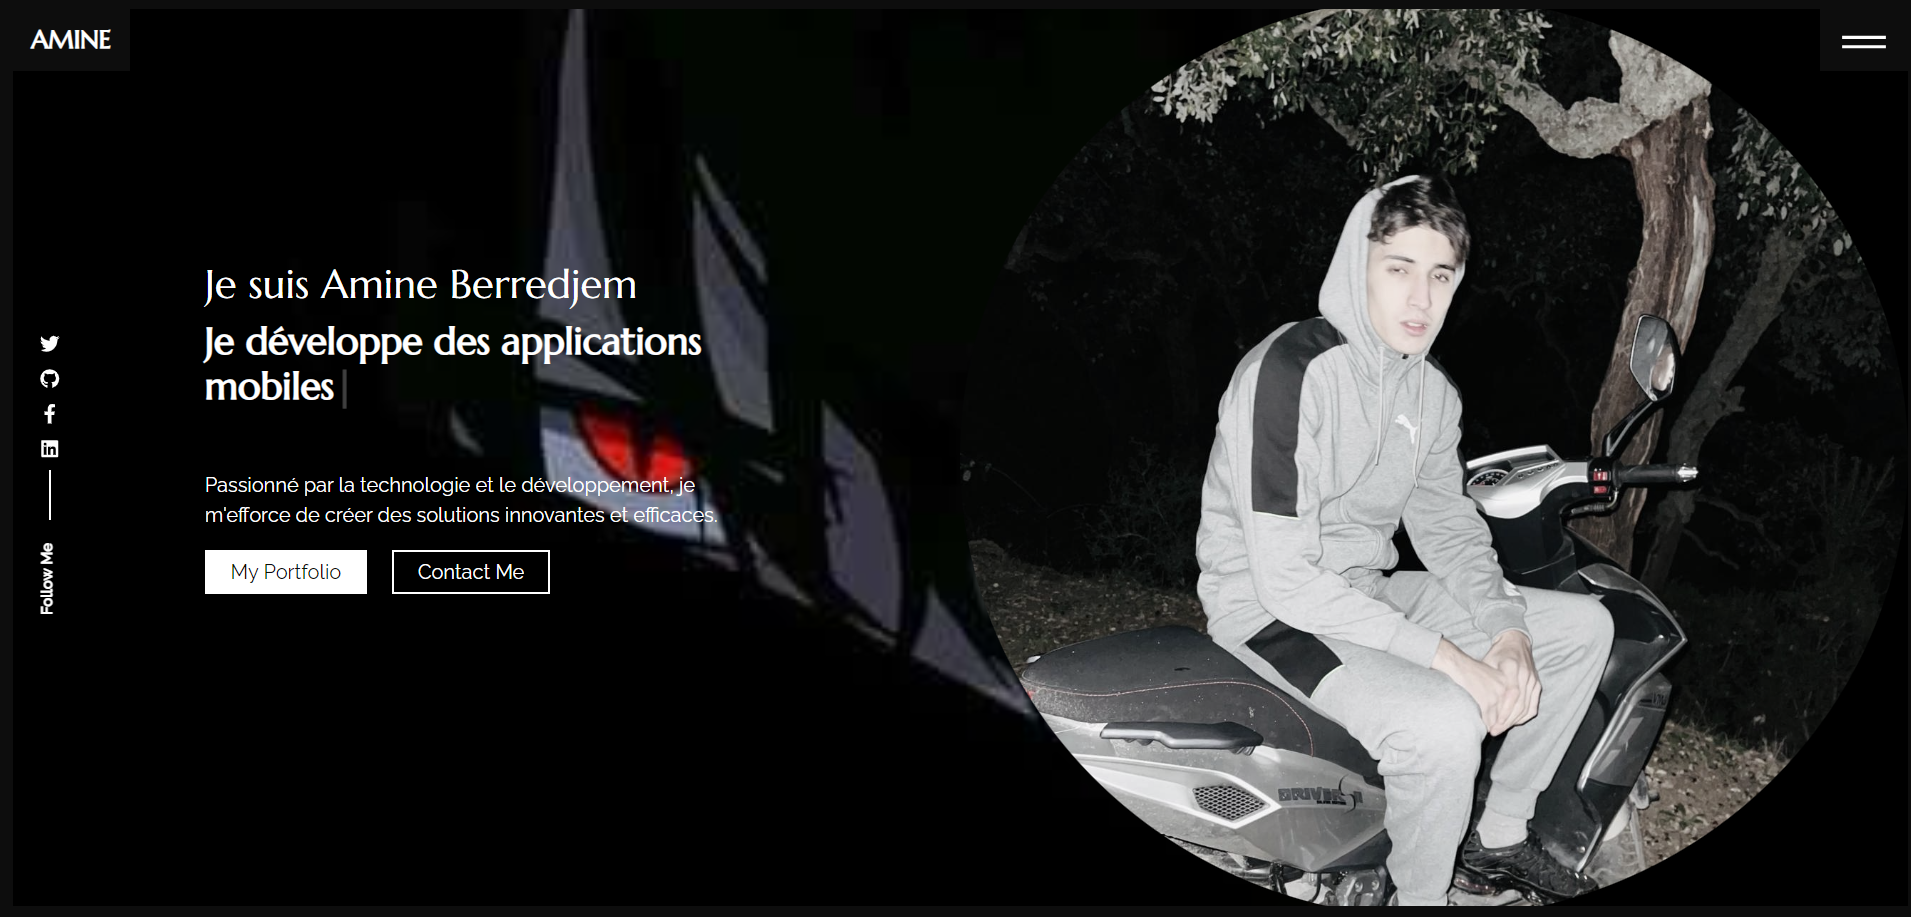 AMINE
Je suis Amine Berredjem
Je développe des applications
mobiles
Passionné par la technologie et le développement, je
m'efforce de créer des solutions innovantes et efficaces.
My Portfolio
Contact Me
Follow Me